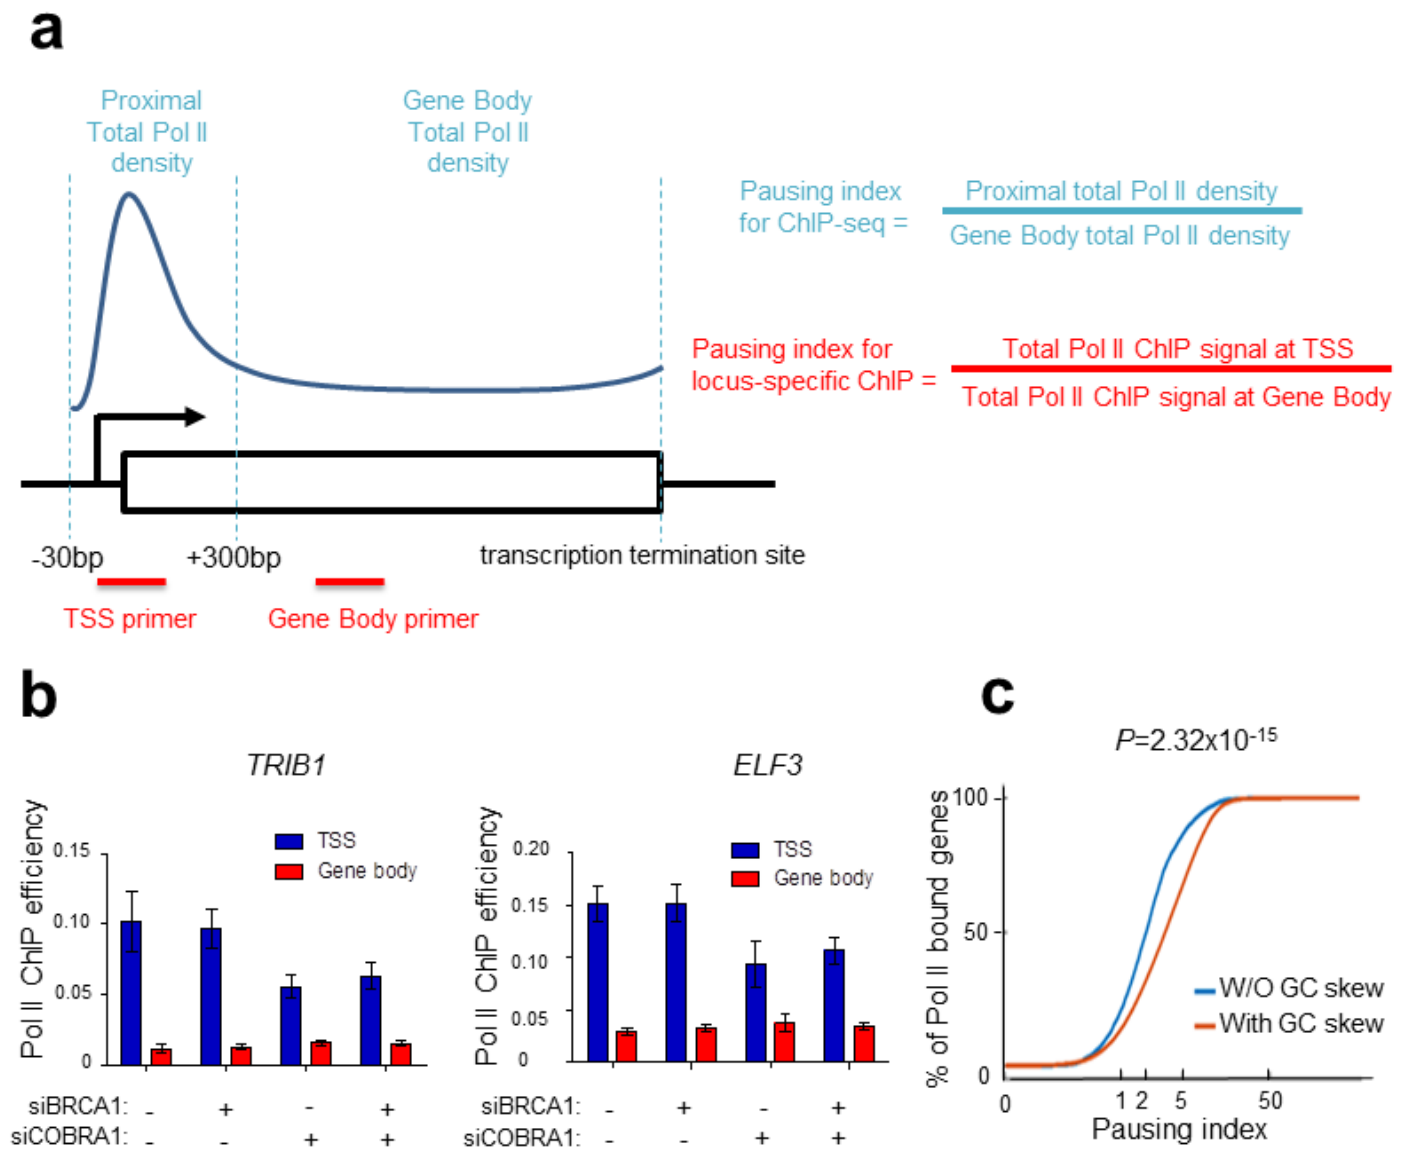 a
Proximal
Total Pol II
density
Gene Body
Total Pol II
density
Pausing index
for ChIP-seq =
Proximal total Pol II density
Gene Body total Pol II density
Pausing index for
locus-specific ChIP =
Total Pol II ChIP signal at TSS
Total Pol II ChIP signal at Gene Body
-30bp
+300bp
transcription termination site
TSS primer
Gene Body primer
b
TRIB1
Pol II ChIP efficiency
0.15
0.10
0.05
0
TSS
Gene body
siBRCA1: - + - +
siCOBRA1: - - + +
ELF3
Pol II ChIP efficiency
0.20
0.15
0.10
0.05
0
TSS
Gene body
siBRCA1: - + - +
siCOBRA1: - - + +
c
P=2.32x10-15
% of Pol II bound genes
100
50
0
W/O GC skew
With GC skew
0 1 2 5 50
Pausing index